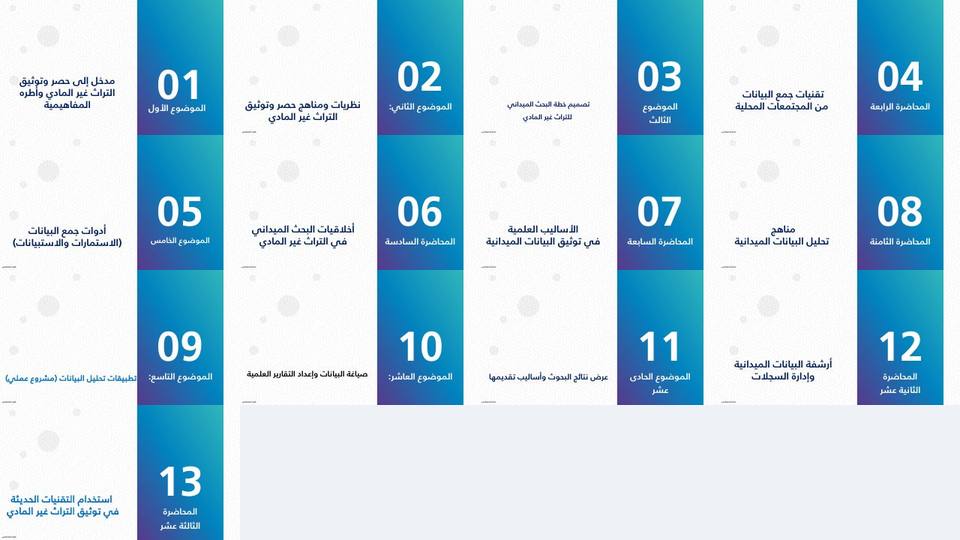 01
الموضوع الأول
مدخل إلى حصر وتوثيق
التراث غير المادي وأطره
المفاهيمية
02
الموضوع الثاني:
نظريات ومناهج حصر وتوثيق
التراث غير المادي
03
الموضوع
الثالث
تصميم خطة البحث الميداني
للتراث غير المادي
04
المحاضرة الرابعة
تقنيات جمع البيانات
من المجتمعات المحلية
05
الموضوع الخامس
أدوات جمع البيانات
(الاستمارات والاستبيانات)
06
المحاضرة السادسة
أخلاقيات البحث الميداني
في التراث غير المادي
07
المحاضرة السابعة
الأساليب العلمية
في توثيق البيانات الميدانية
08
المحاضرة الثامنة
مناهج
تحليل البيانات الميدانية
09
الموضوع التاسع:
تطبيقات تحليل البيانات (مشروع عملي)
10
الموضوع العاشر:
صياغة البيانات وإعداد التقارير العلمية
11
الموضوع الحادى
عشر
عرض نتائج البحوث وأساليب تقديمها
12
المحاضرة
الثانية عشر
أرشفة البيانات الميدانية
وإدارة السجلات
13
المحاضرة
الثالثة عشر
استخدام التقنيات الحديثة
في توثيق التراث غير المادي